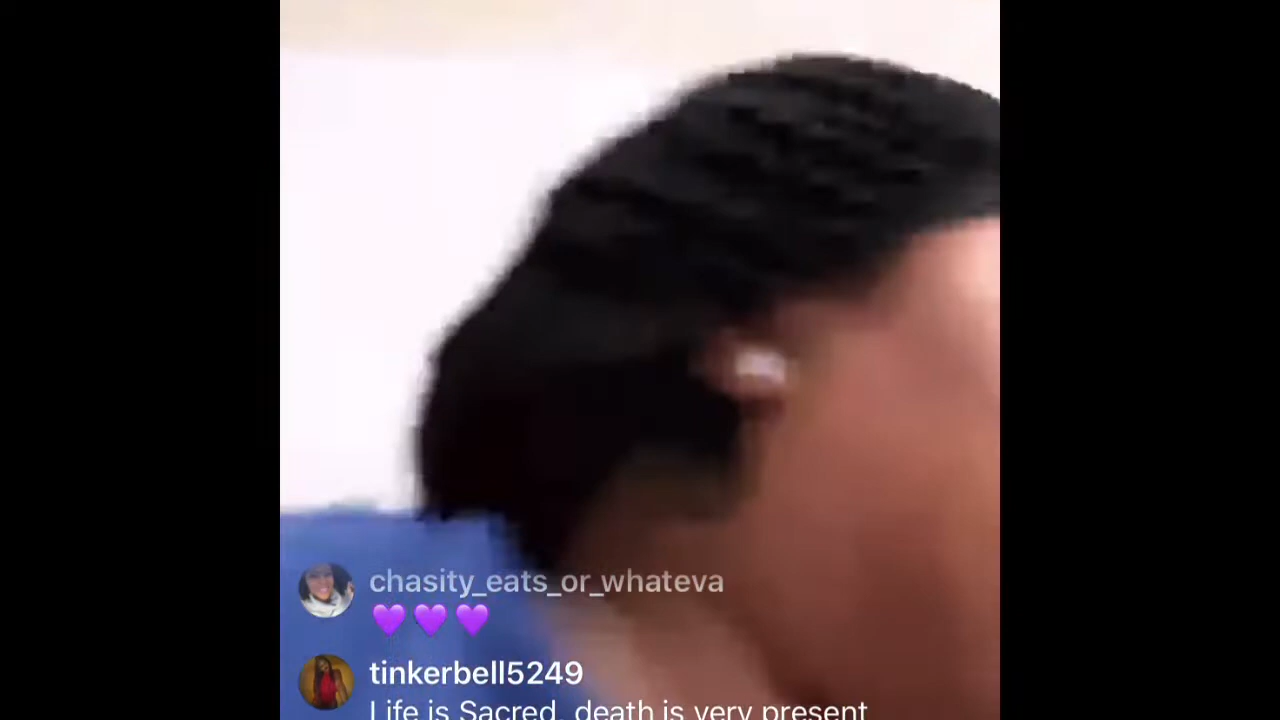 chasity_eats_or_whateva
💜💜💜
tinkerbell5249
Life is Sacred, death is very present